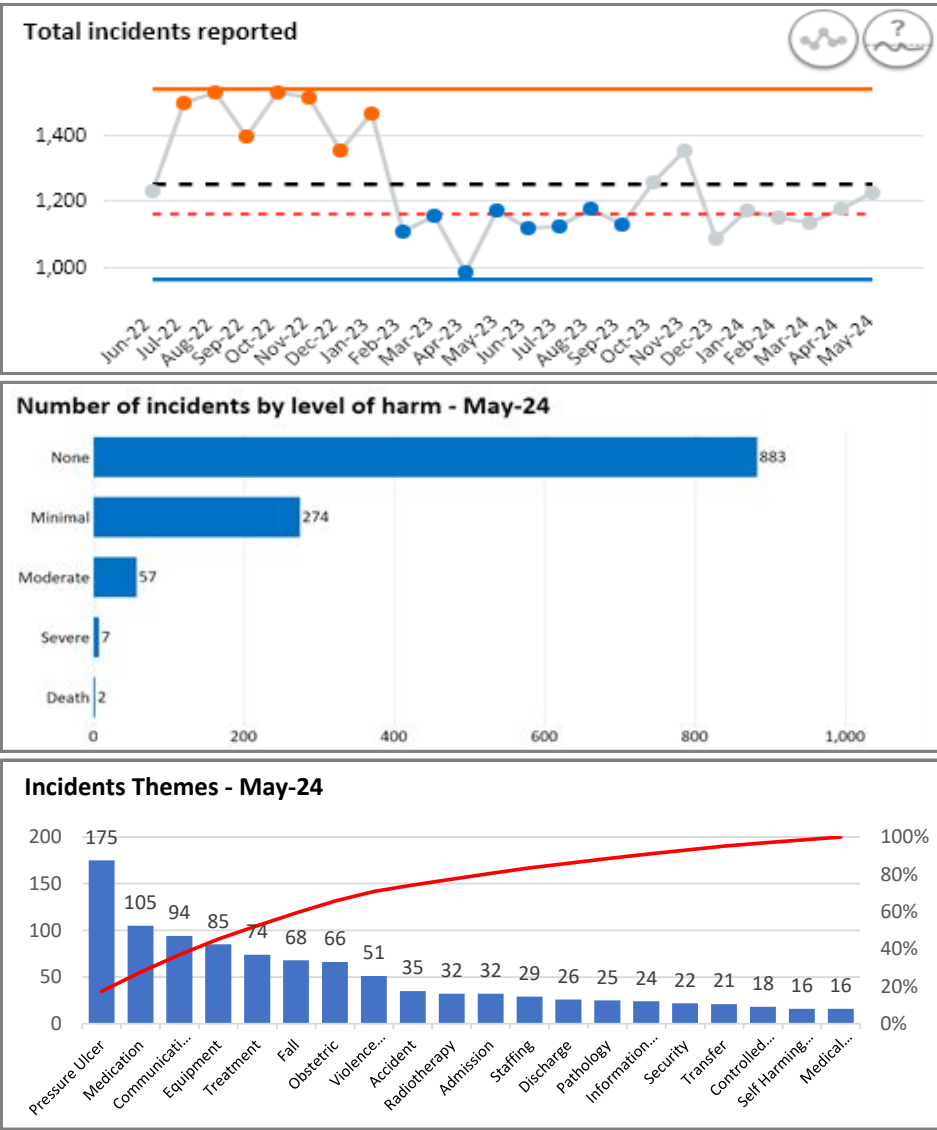 Total incidents reported
?
1,400
1,200
1,000
Jun-22
Jul-22
Aug-22
Sep-22
Oct-22
Nov-22
Dec-22
Jan-23
Feb-23
Mar-23
Apr-23
May-23
Jun-23
Jul-23
Aug-23
Sep-23
Oct-23
Nov-23
Dec-23
Jan-24
Feb-24
Mar-24
Apr-24
May-24
Number of incidents by level of harm - May-24
None 883
Minimal 274
Moderate 57
Severe 7
Death 2
0 200 400 600 800 1,000
Incidents Themes - May-24
200
150
100
50
0
175 105 94 85 74 68 66 51 35 32 32 29 26 25 24 22 21 18 16 16
100%
80%
60%
40%
20%
0%
Pressure Ulcer
Medication
Communicati...
Equipment
Treatment
Fall
Obstetric
Violence...
Accident
Radiotherapy
Admission
Staffing
Discharge
Pathology
Information...
Security
Transfer
Controlled...
Self Harming...
Medical...